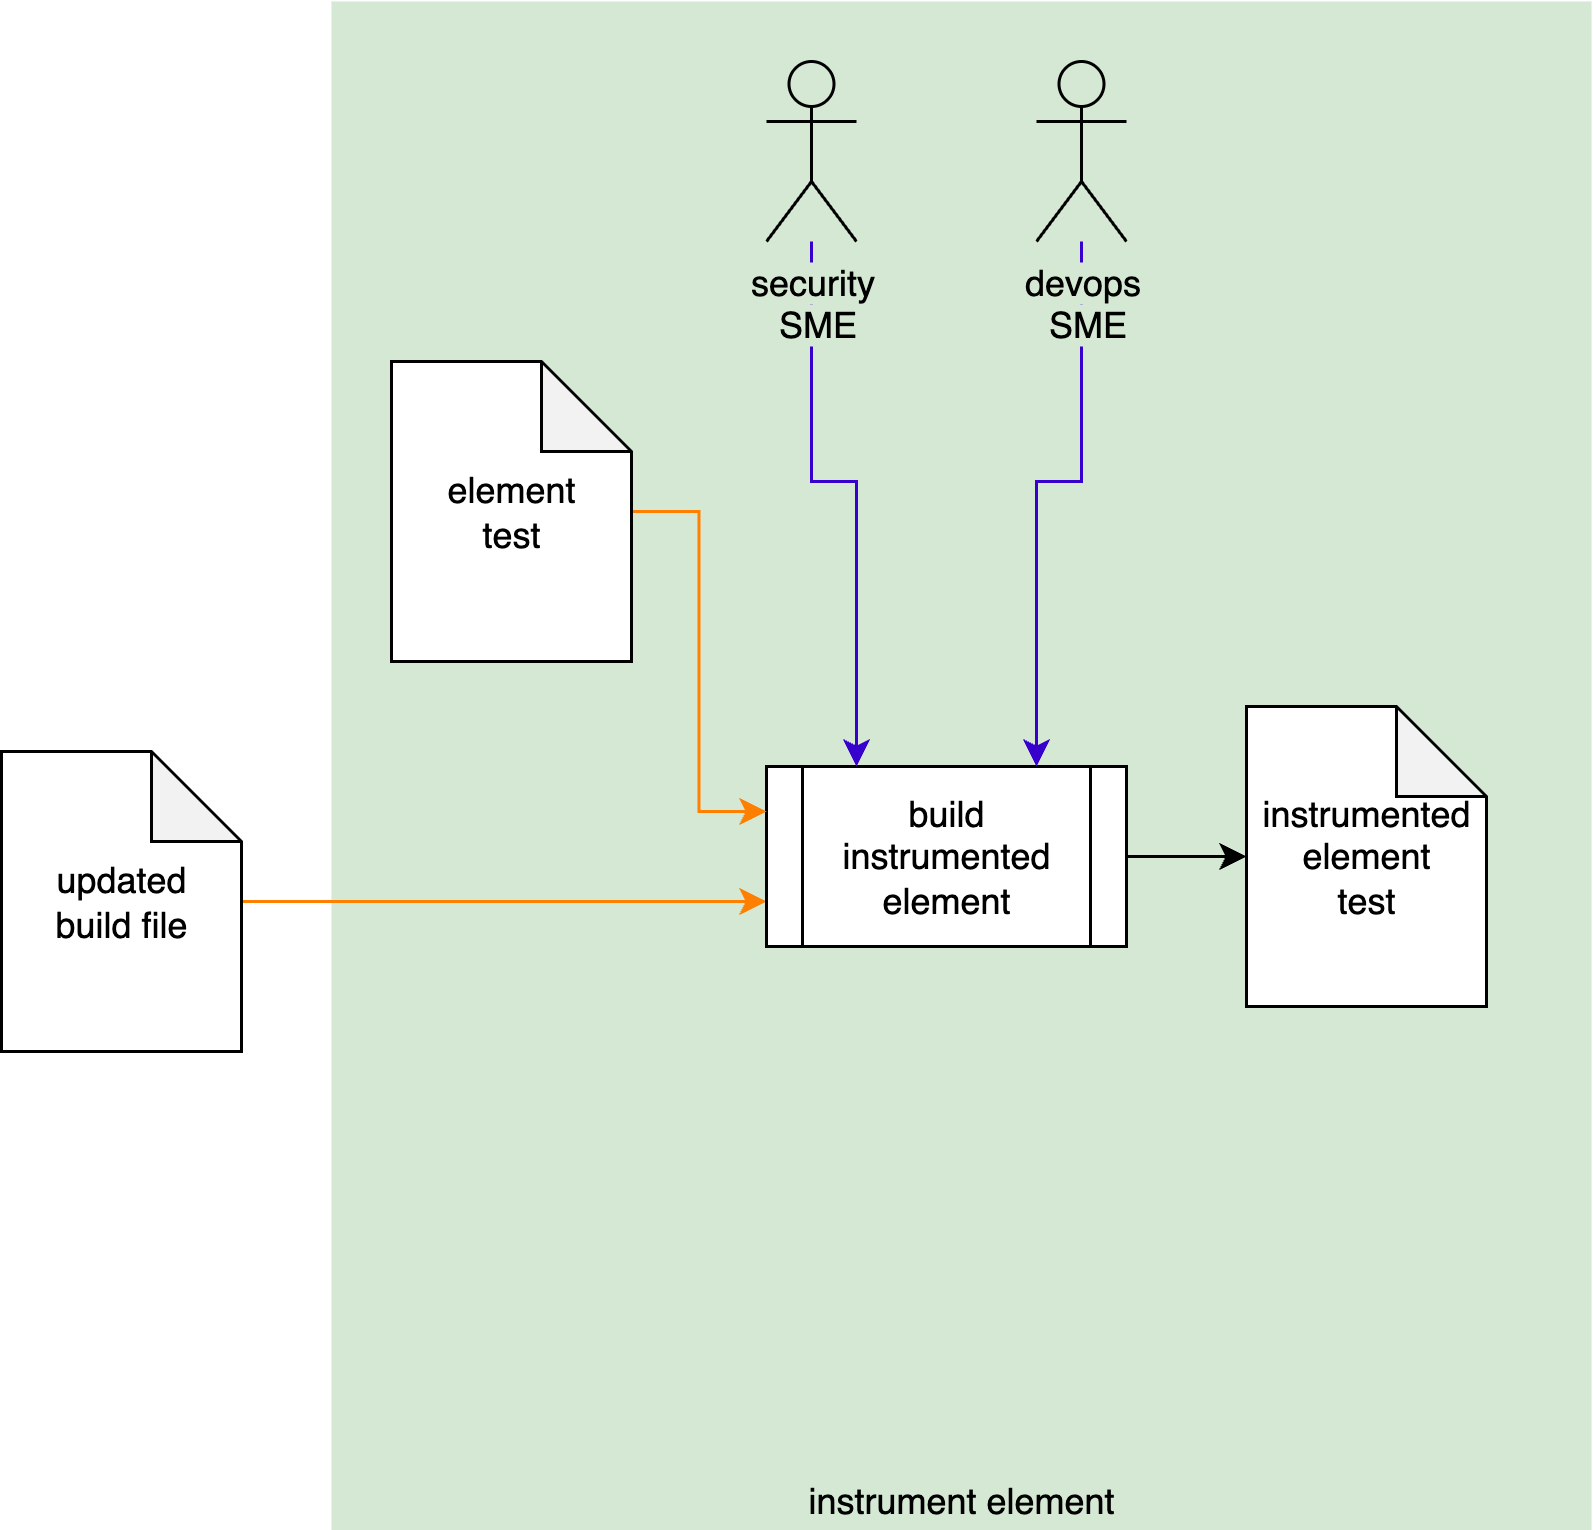 security
SME
devops
SME
element
test
updated
build file
build
instrumented
element
instrumented
element
test
instrument element